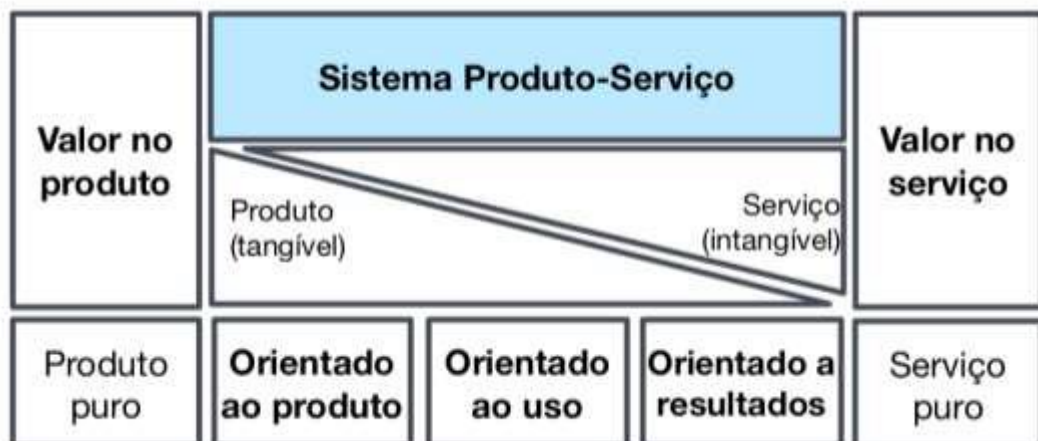 Valor no
produto
Sistema Produto-Serviço
Produto
(tangível)
Serviço
(intangível)
Valor no
serviço
Produto
puro
Orientado
ao produto
Orientado
ao uso
Orientado a
resultados
Serviço
puro